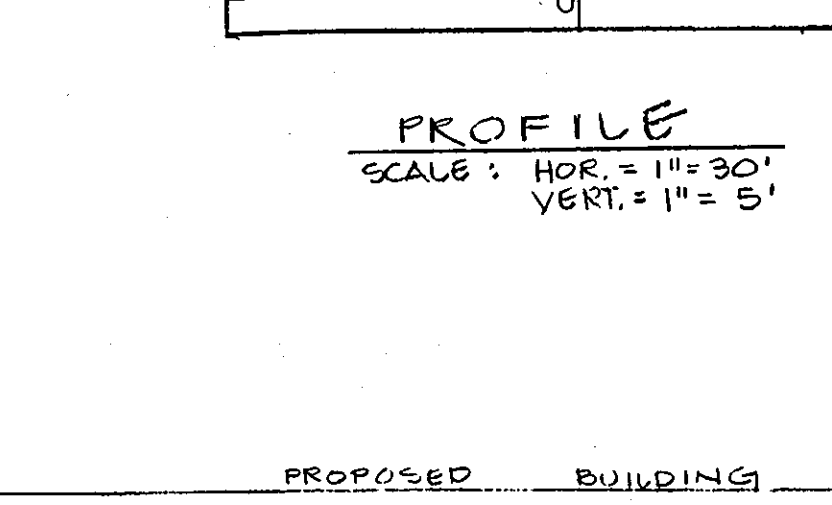 PROFILE
SCALE: HOR. = 1" = 30'
VERT. = 1" = 5'
PROPOSED BUILDING